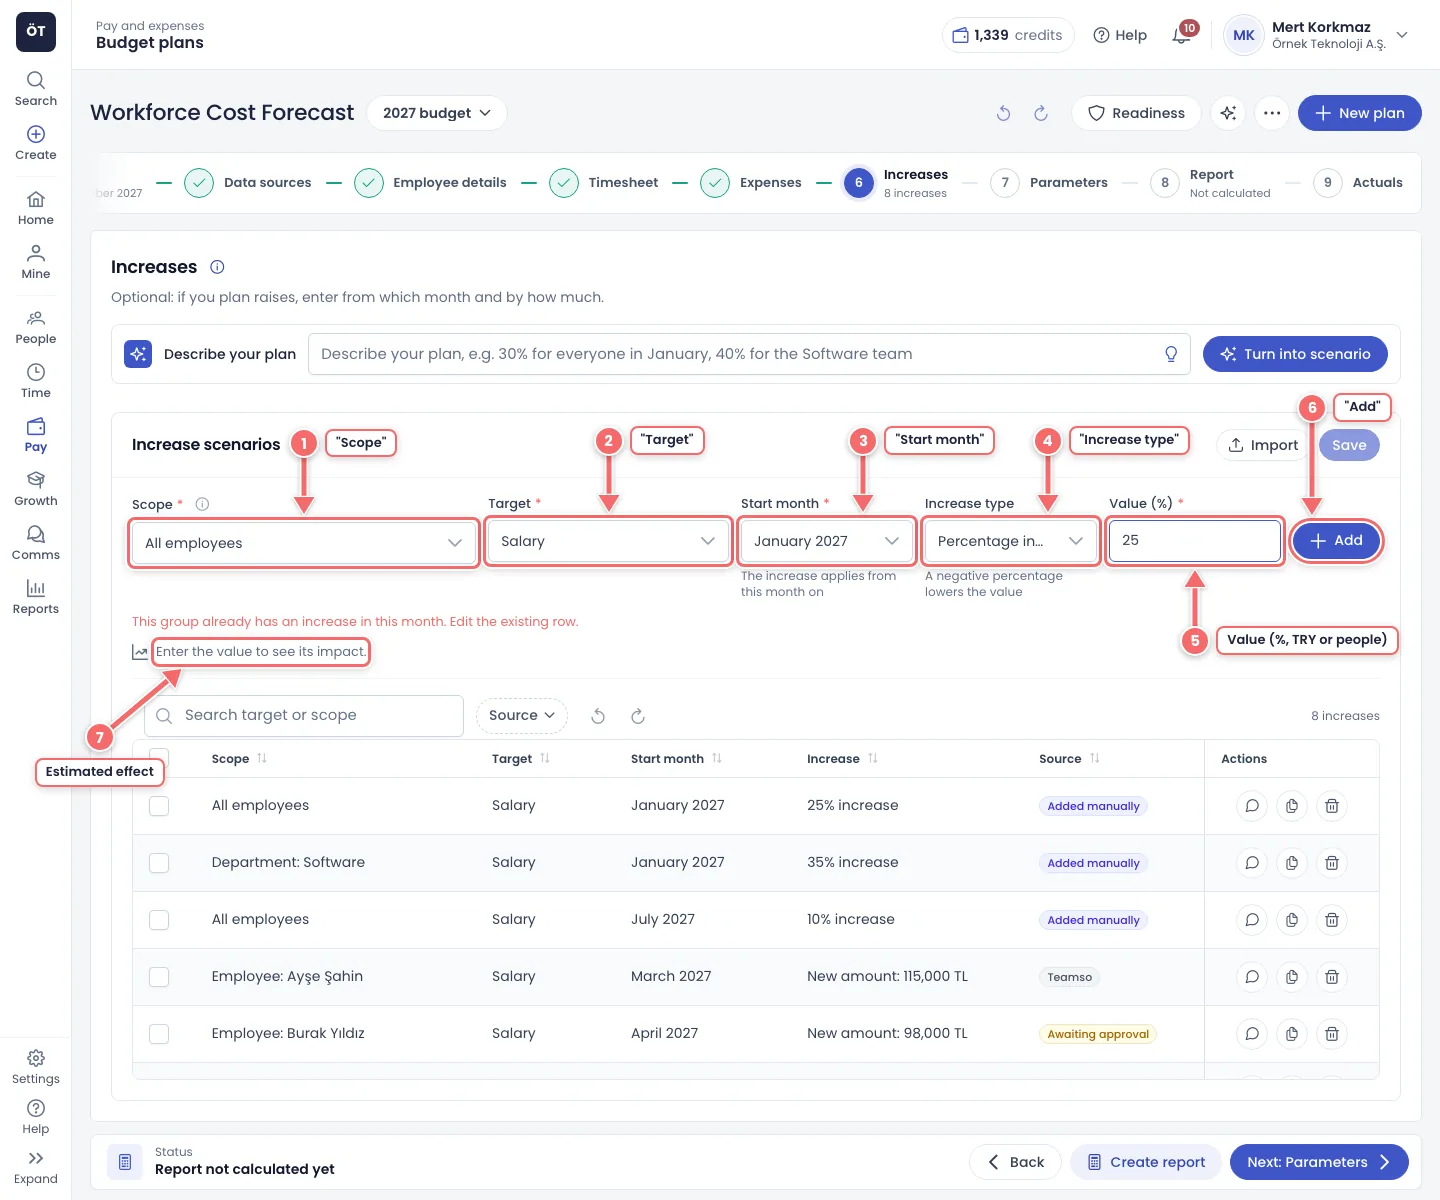 ÖT
Search
Create
Home
Mine
People
Time
Pay
Growth
Comms
Reports
Settings
Help
Expand
Pay and expenses
Budget plans
1,339 credits
Help
10
MK
Mert Korkmaz
Örnek Teknoloji A.Ş.
Workforce Cost Forecast
2027 budget
Readiness
New plan
ber 2027
Data sources
Employee details
Timesheet
Expenses
6
Increases
8 increases
7
Parameters
8
Report
Not calculated
9
Actuals
Increases
Optional: if you plan raises, enter from which month and by how much.
Describe your plan
Describe your plan, e.g. 30% for everyone in January, 40% for the Software team
Turn into scenario
Increase scenarios
1 "Scope"
2 "Target"
3 "Start month"
4 "Increase type"
6 "Add"
Import
Save
Scope *
Target *
Start month *
Increase type
Value (%) *
All employees
Salary
January 2027
Percentage in...
25
Add
The increase applies from
this month on
A negative percentage
lowers the value
This group already has an increase in this month. Edit the existing row.
Enter the value to see its impact.
5 Value (%, TRY or people)
7
Estimated effect
Search target or scope
Source
8 increases
Scope Target Start month Increase Source Actions
All employees Salary January 2027 25% increase Added manually
Department: Software Salary January 2027 35% increase Added manually
All employees Salary July 2027 10% increase Added manually
Employee: Ayşe Şahin Salary March 2027 New amount: 115,000 TL Teamso
Employee: Burak Yıldız Salary April 2027 New amount: 98,000 TL Awaiting approval
Status
Report not calculated yet
Back
Create report
Next: Parameters